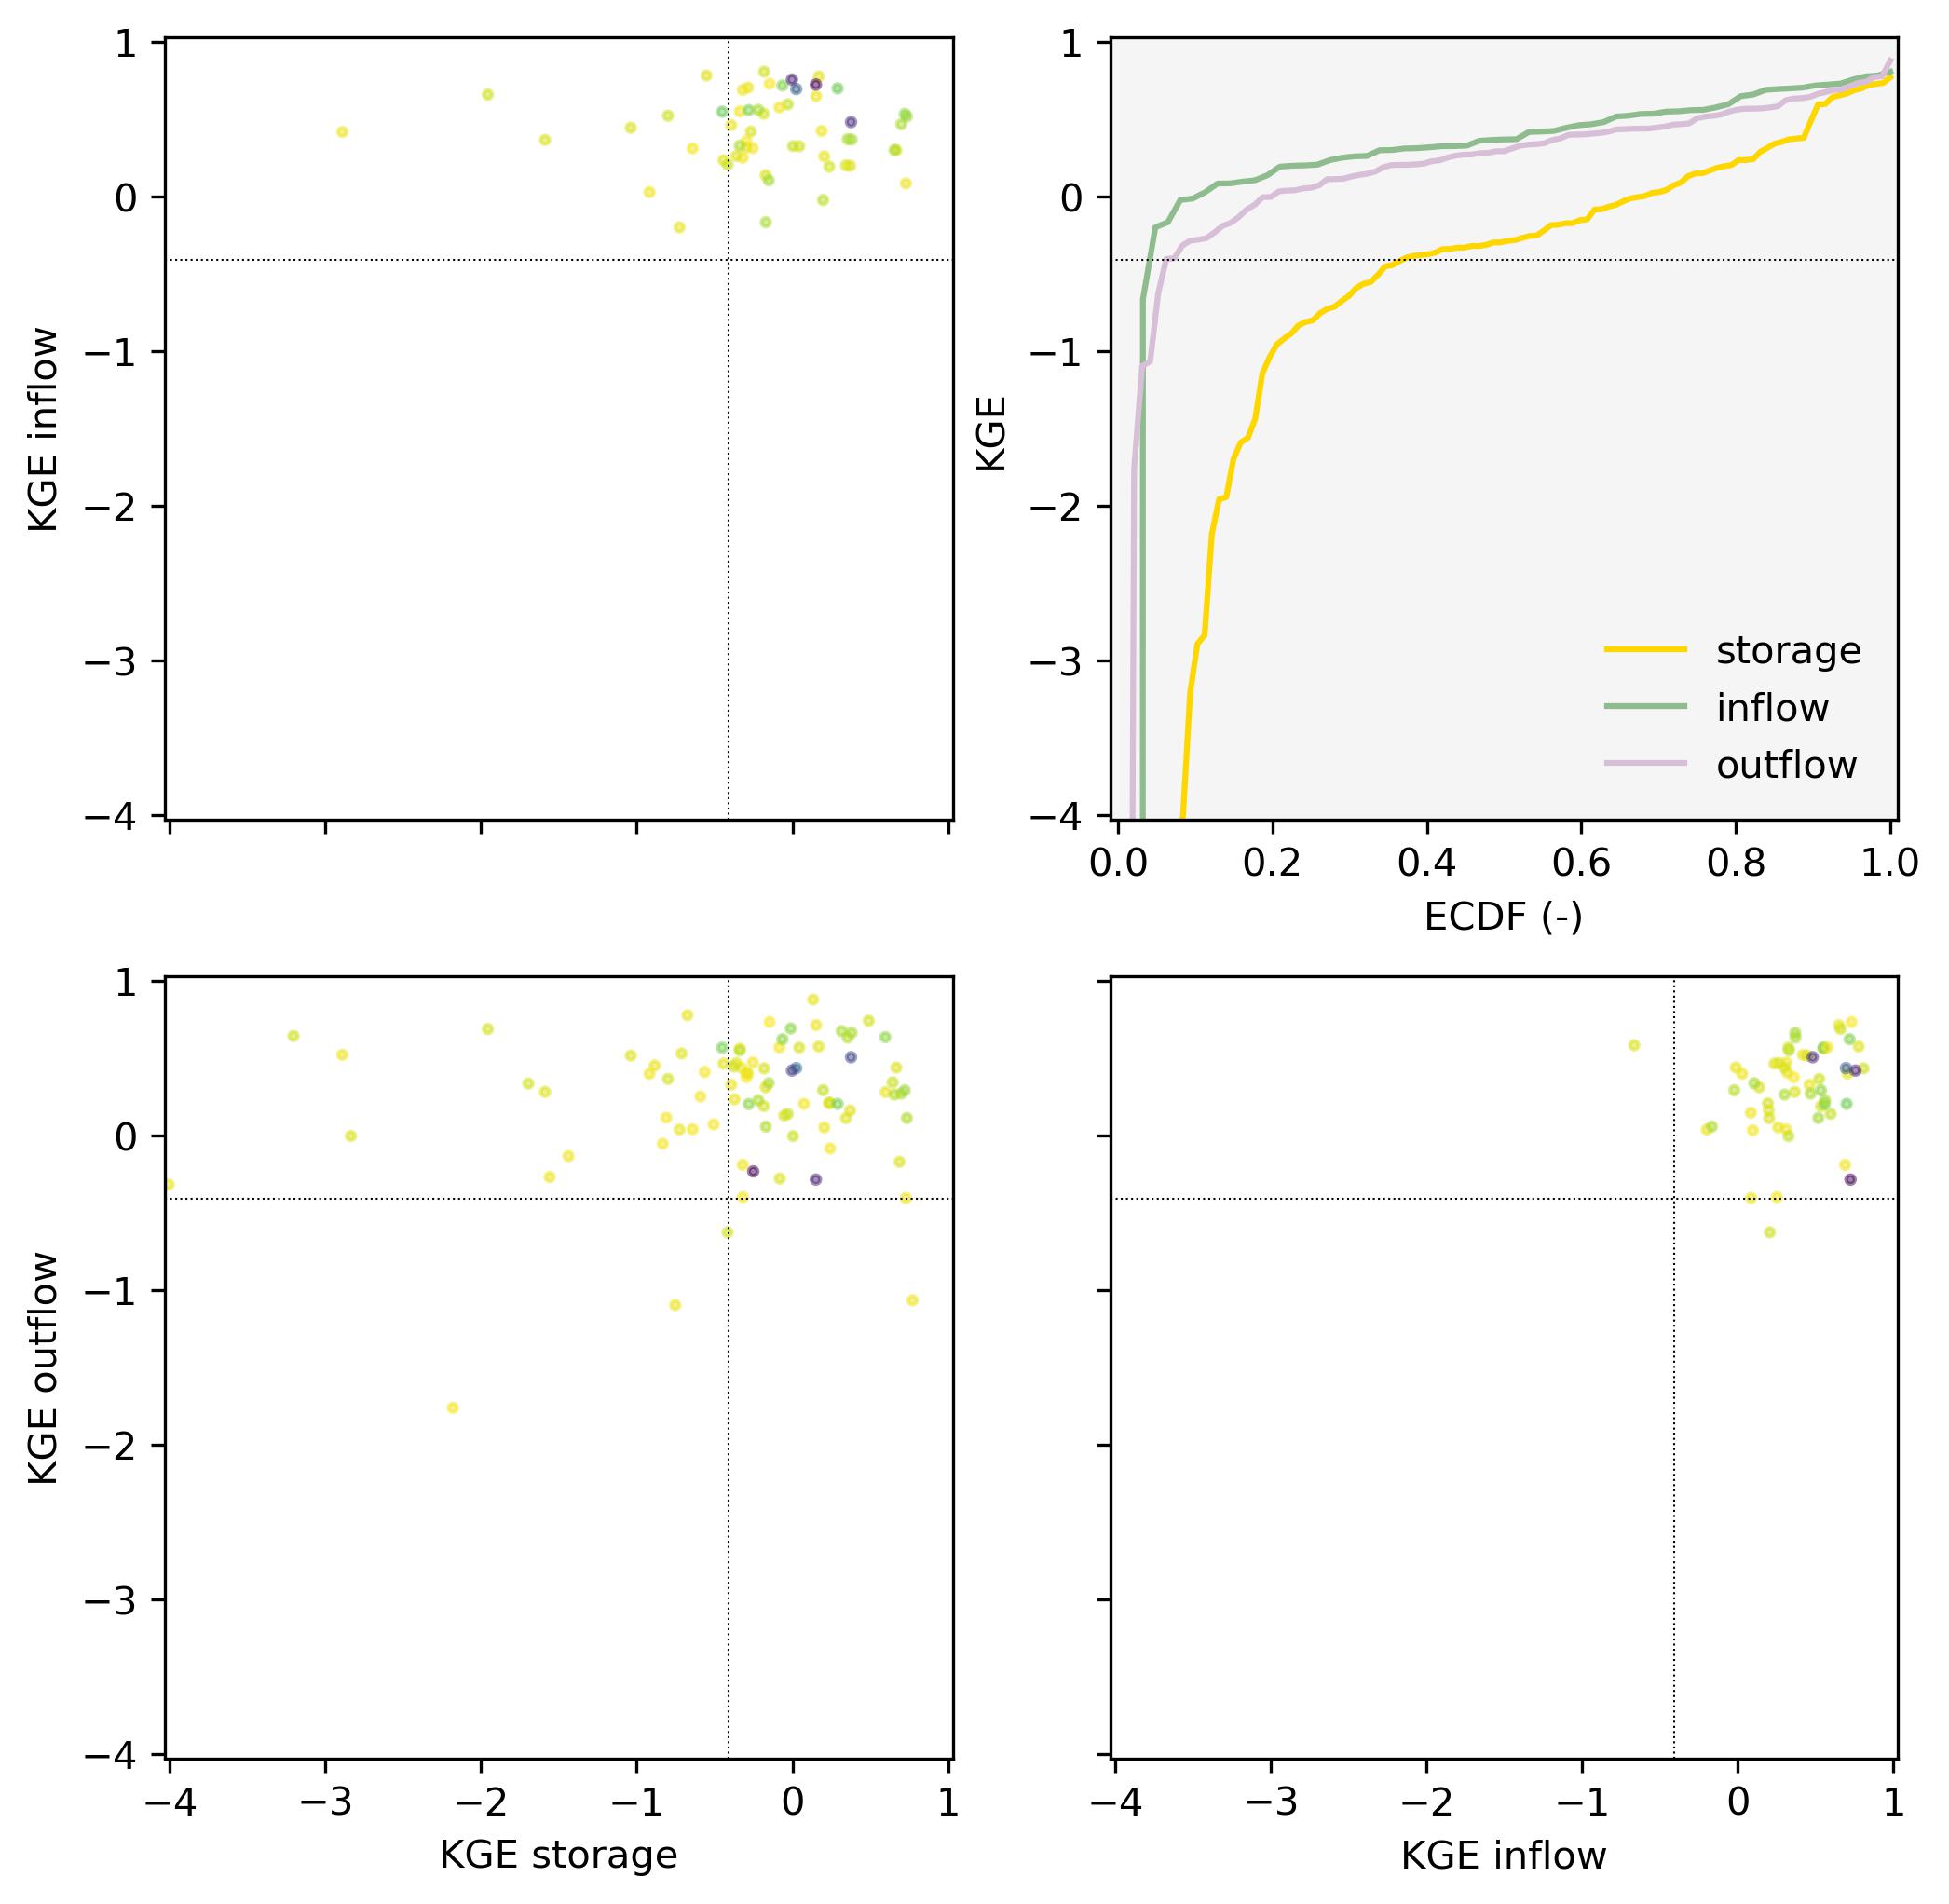 1
0
−1
−2
−3
−4
KGE inflow
1
0
−1
−2
−3
−4
KGE
storage
inflow
outflow
0.0 0.2 0.4 0.6 0.8 1.0
ECDF (-)
1
0
−1
−2
−3
−4
KGE outflow
−4 −3 −2 −1 0 1
KGE storage
−4 −3 −2 −1 0 1
KGE inflow